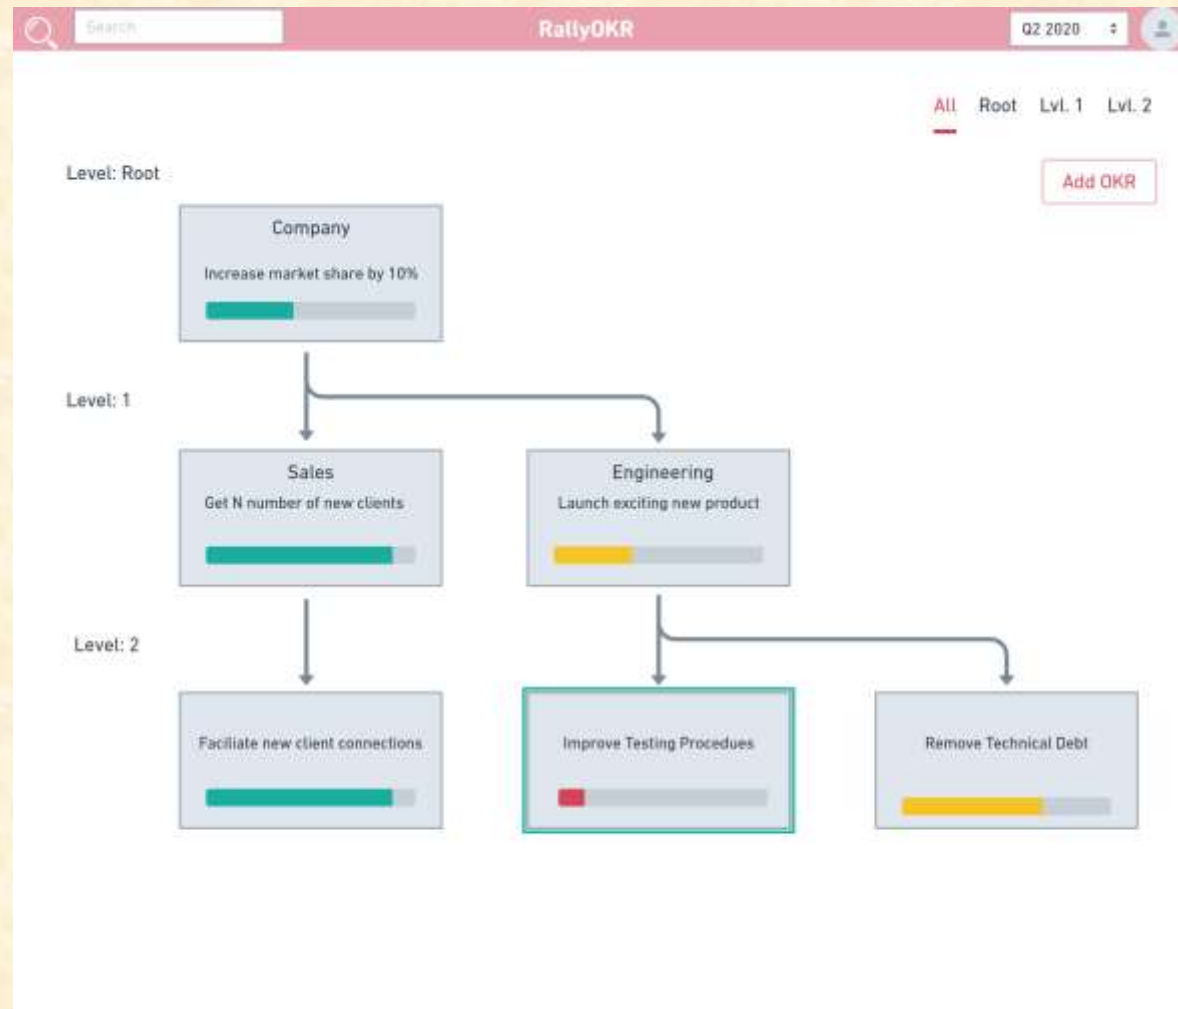 Search
RallyOKR
Q2 2020
All Root Lvl. 1 Lvl. 2
Level: Root
Add OKR
Company
Increase market share by 10%
Level: 1
Sales
Get N number of new clients
Engineering
Launch exciting new product
Level: 2
Faciliate new client connections
Improve Testing Procedues
Remove Technical Debt